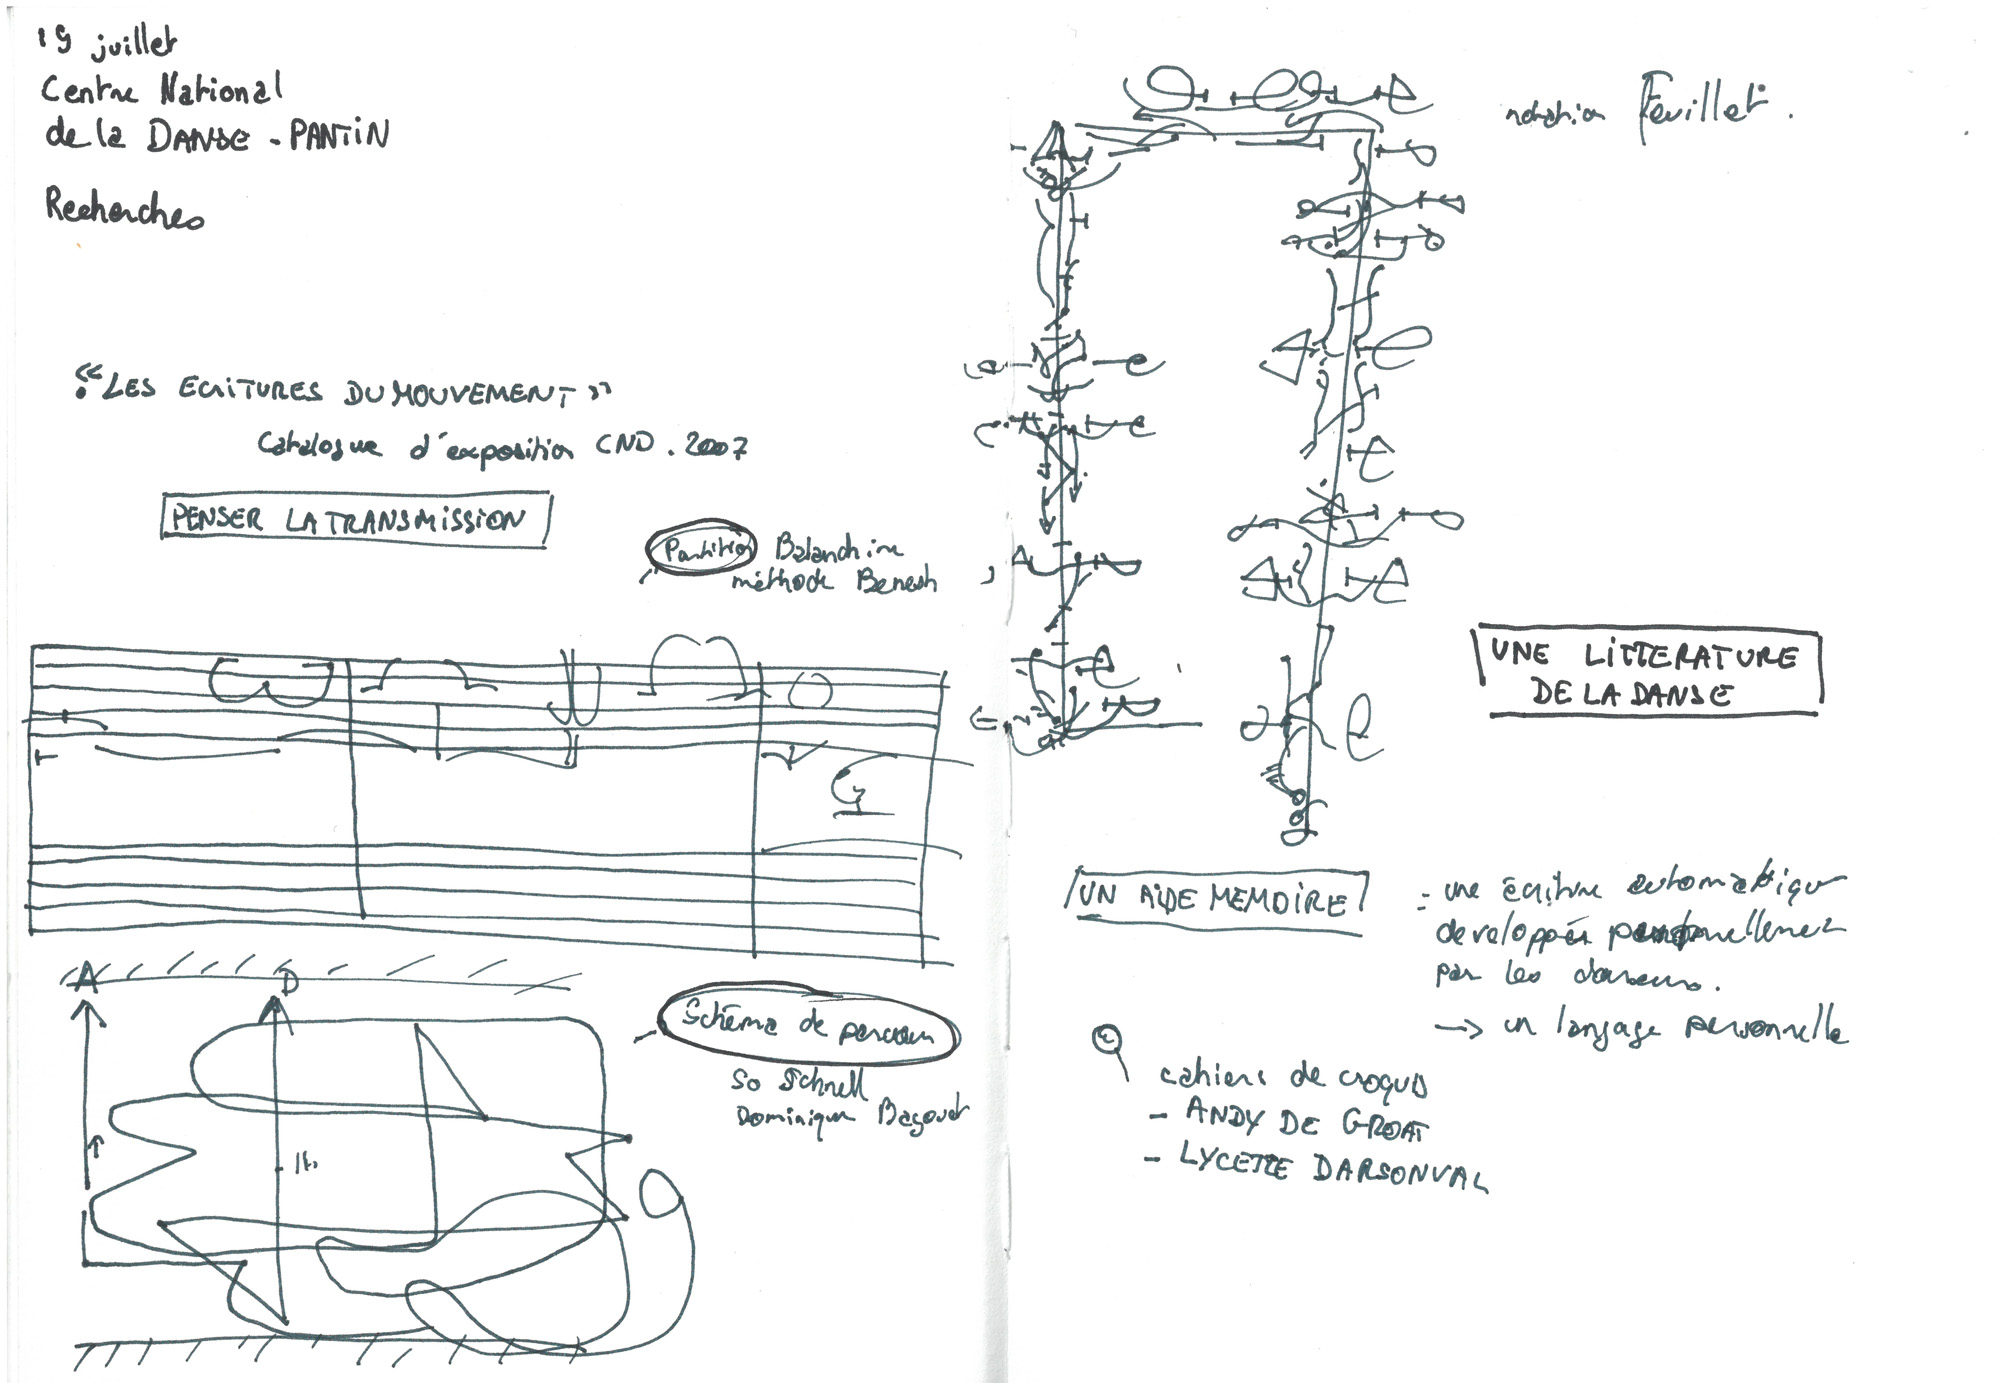 19 juillet
Centre National
de la DANSE - PANTIN
Recherches
"LES ECRITURES DU MOUVEMENT"
Catalogue d'exposition CND. 2007
PENSER LA TRANSMISSION
Partition Balanchine
méthode Benesh
A D
Schéma de parcours
So Schnell
Dominique Bagouet
notation Feuillet.
UNE LITTERATURE
DE LA DANSE
UN AIDE MEMOIRE
= une écriture automatique
developpée personnellement
par les danseurs.
→ un langage personnelle
cahiers de croquis
- ANDY DE GROAT
- LYCETTE DARSONVAL